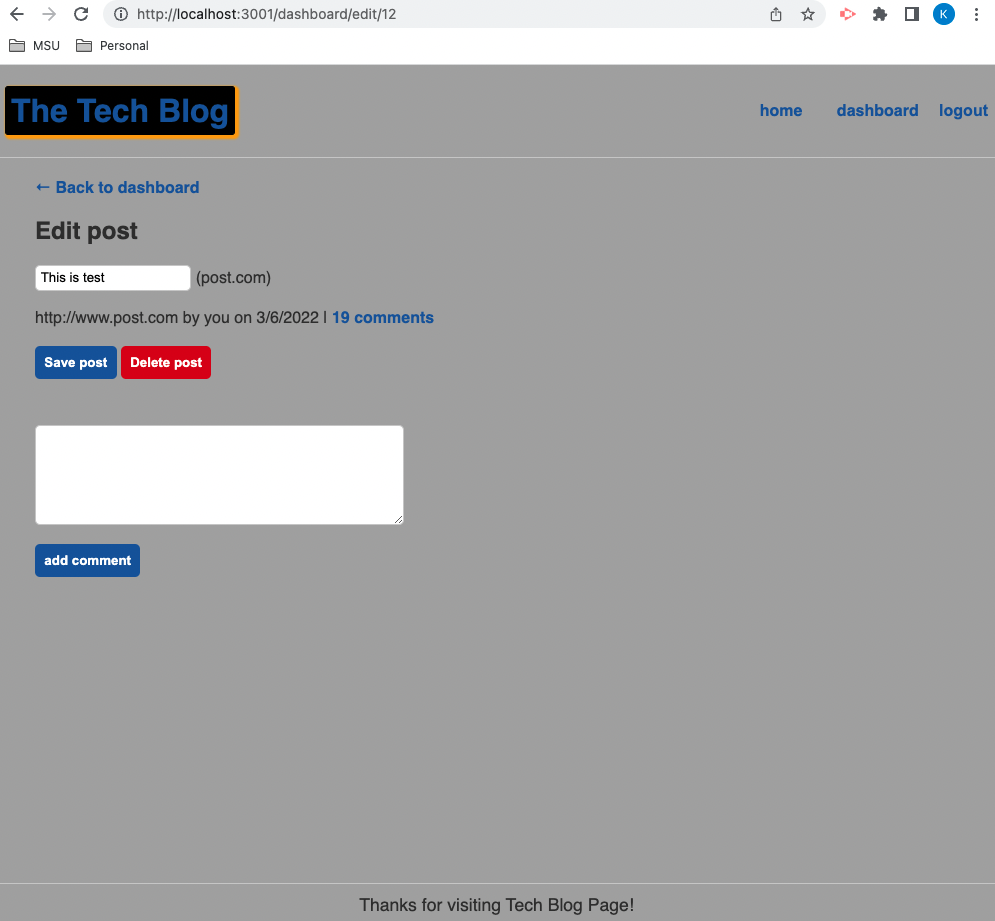 http://localhost:3001/dashboard/edit/12
K
MSU Personal
The Tech Blog
home dashboard logout
← Back to dashboard
Edit post
This is test (post.com)
http://www.post.com by you on 3/6/2022 | 19 comments
Save post Delete post
add comment
Thanks for visiting Tech Blog Page!